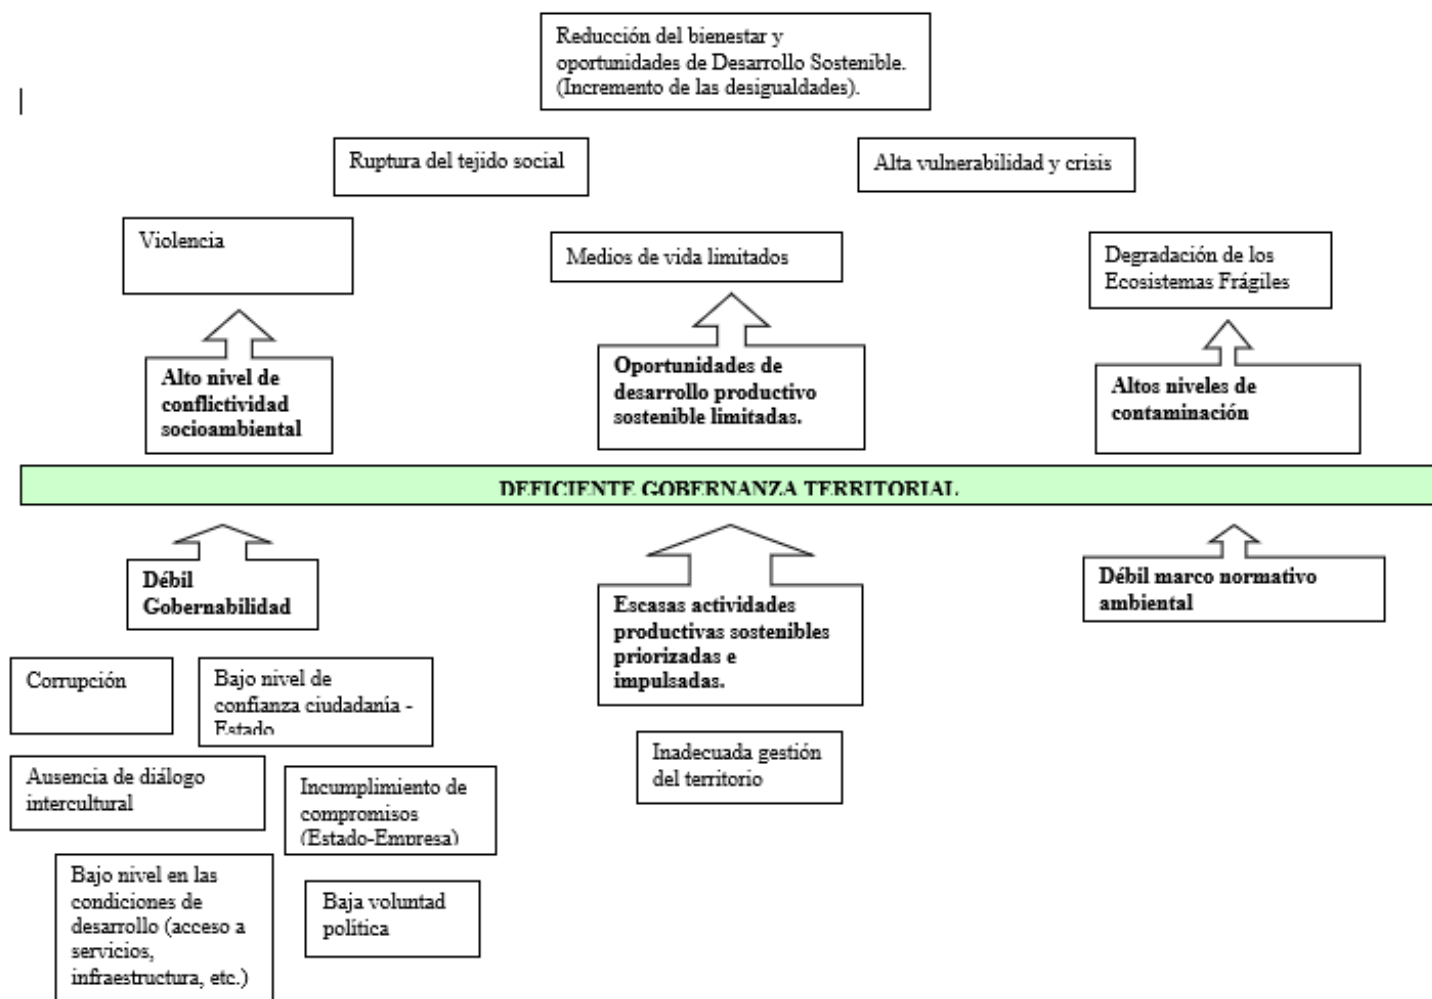 Reducción del bienestar y
oportunidades de Desarrollo Sostenible.
(Incremento de las desigualdades).
Ruptura del tejido social
Alta vulnerabilidad y crisis
Violencia
Medios de vida limitados
Degradación de los
Ecosistemas Frágiles
Alto nivel de
conflictividad
socioambiental
Oportunidades de
desarrollo productivo
sostenible limitadas.
Altos niveles de
contaminación
DEFICIENTE GOBERNANZA TERRITORIAL
Débil
Gobernabilidad
Escasas actividades
productivas sostenibles
priorizadas e
impulsadas.
Débil marco normativo
ambiental
Corrupción
Bajo nivel de
confianza ciudadanía -
Estado
Inadecuada gestión
del territorio
Ausencia de diálogo
intercultural
Incumplimiento de
compromisos
(Estado-Empresa)
Bajo nivel en las
condiciones de
desarrollo (acceso a
servicios,
infraestructura, etc.)
Baja voluntad
política